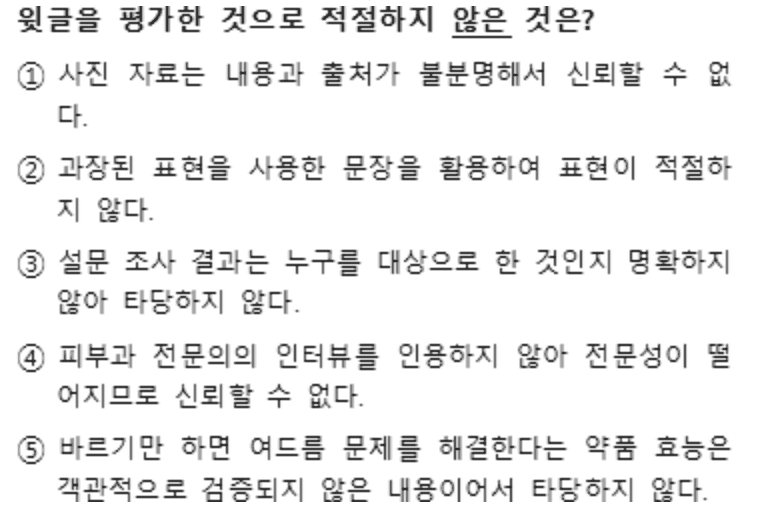 윗글을 평가한 것으로 적절하지 않은 것은?
① 사진 자료는 내용과 출처가 불분명해서 신뢰할 수 없
다.
② 과장된 표현을 사용한 문장을 활용하여 표현이 적절하
지 않다.
③ 설문 조사 결과는 누구를 대상으로 한 것인지 명확하지
않아 타당하지 않다.
④ 피부과 전문의의 인터뷰를 인용하지 않아 전문성이 떨
어지므로 신뢰할 수 없다.
⑤ 바르기만 하면 여드름 문제를 해결한다는 약품 효능은
객관적으로 검증되지 않은 내용이어서 타당하지 않다.